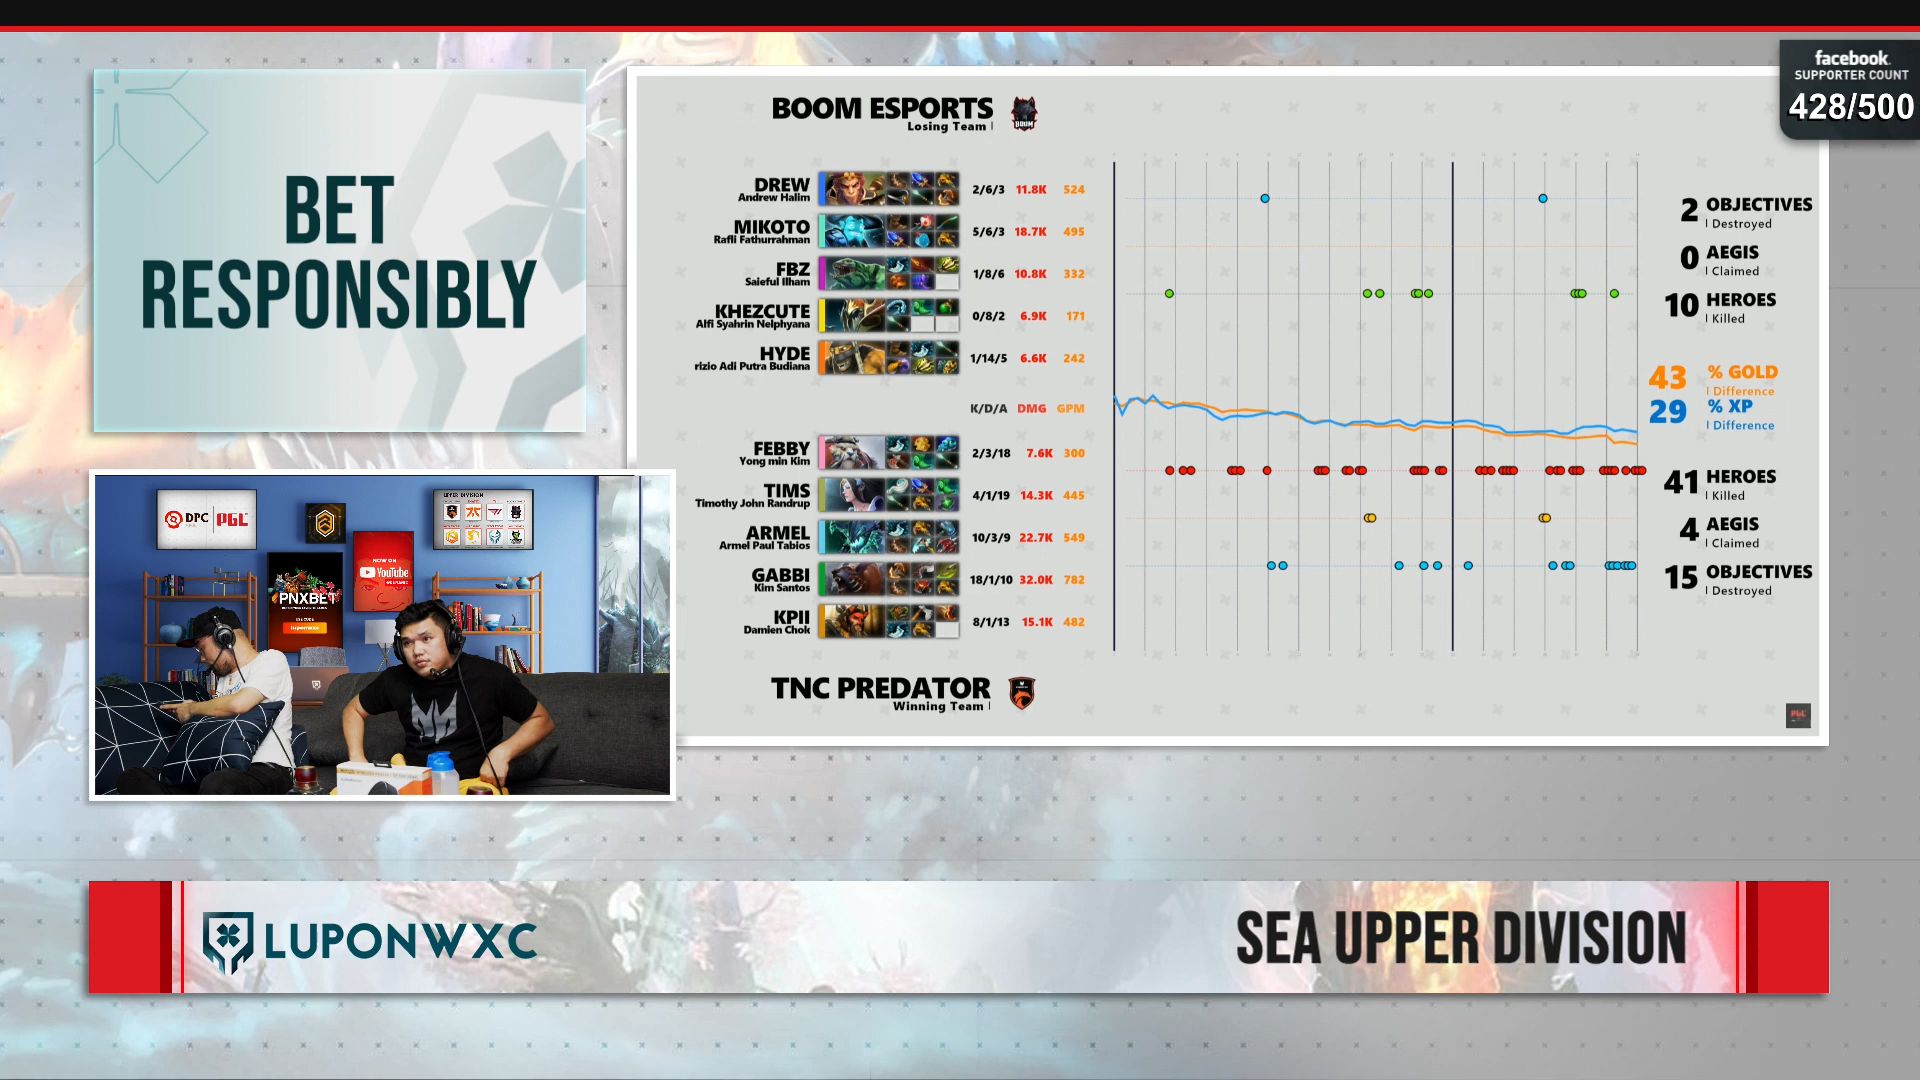 facebook
SUPPORTER COUNT
428/500
BET
RESPONSIBLY
BOOM ESPORTS
Losing Team
BOOM
DREW
Andrew Halim
2/6/3 11.8K 524
MIKOTO
Rafli Fathurrahman
5/6/3 18.7K 495
FBZ
Saieful Ilham
1/8/6 10.8K 332
KHEZCUTE
Alfi Syahrin Nelphyana
0/8/2 6.9K 171
HYDE
rizio Adi Putra Budiana
1/14/5 6.6K 242
K/D/A DMG GPM
FEBBY
Yong min Kim
2/3/18 7.6K 300
TIMS
Timothy John Randrup
4/1/19 14.3K 445
ARMEL
Armel Paul Tabios
10/3/9 22.7K 549
GABBI
Kim Santos
18/1/10 32.0K 782
KPII
Damien Chok
8/1/13 15.1K 482
TNC PREDATOR
Winning Team
2 OBJECTIVES
Destroyed
0 AEGIS
Claimed
10 HEROES
Killed
43 % GOLD
Difference
29 % XP
Difference
41 HEROES
Killed
4 AEGIS
Claimed
15 OBJECTIVES
Destroyed
PGL
DPC PGL
UPPER DIVISION
NOW ON
YouTube
PNXBET
LUPONWXC
SEA UPPER DIVISION